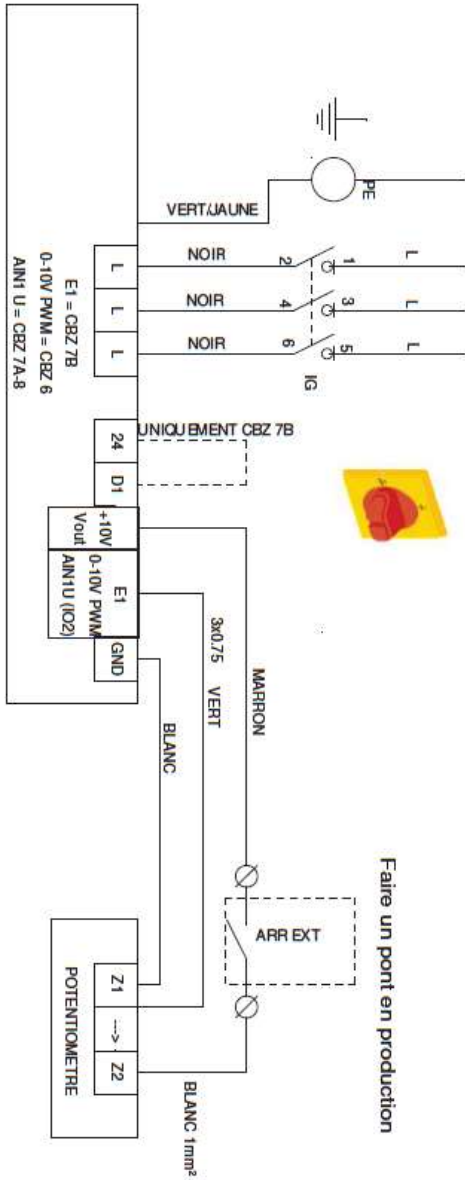 Faire un pont en production
L
L
L
PE
1
3
5
2
4
6
IG
VERT/JAUNE
NOIR
NOIR
NOIR
L
L
L
E1 = CBZ 7B
0-10V PWM = CBZ 6
AIN1 U = CBZ 7A-8
UNIQUEMENT CBZ 7B
24
D1
+10V
Vout
E1
0-10V PWM
AIN1U (IO2)
GND
MARRON
3x0.75
VERT
BLANC
ARR EXT
BLANC 1mm²
Z1
--->
Z2
POTENTIOMETRE